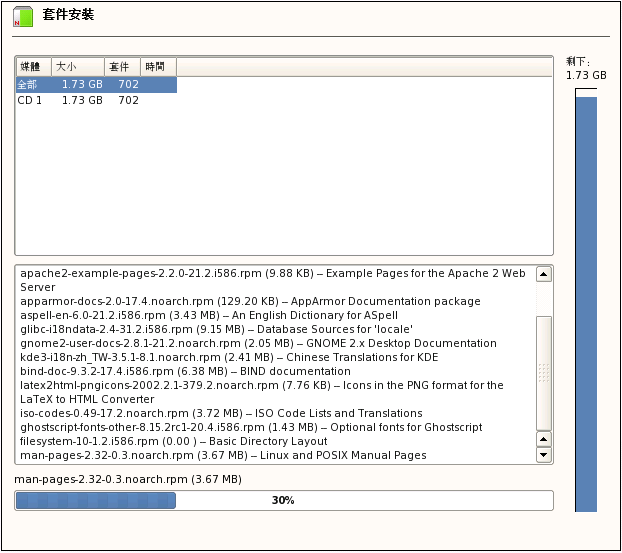 套件安裝
媒體 大小 套件 時間
全部 1.73 GB 702
CD 1 1.73 GB 702
剩下:
1.73 GB
apache2-example-pages-2.2.0-21.2.i586.rpm (9.88 KB) – Example Pages for the Apache 2 Web
Server
apparmor-docs-2.0-17.4.noarch.rpm (129.20 KB) – AppArmor Documentation package
aspell-en-6.0-21.2.i586.rpm (3.43 MB) – An English Dictionary for ASpell
glibc-i18ndata-2.4-31.2.i586.rpm (9.15 MB) – Database Sources for 'locale'
gnome2-user-docs-2.8.1-21.2.noarch.rpm (2.05 MB) – GNOME 2.x Desktop Documentation
kde3-i18n-zh_TW-3.5.1-8.1.noarch.rpm (2.41 MB) – Chinese Translations for KDE
bind-doc-9.3.2-17.4.i586.rpm (6.38 MB) – BIND documentation
latex2html-pngicons-2002.2.1-379.2.noarch.rpm (7.76 KB) – Icons in the PNG format for the
LaTeX to HTML Converter
iso-codes-0.49-17.2.noarch.rpm (3.72 MB) – ISO Code Lists and Translations
ghostscript-fonts-other-8.15.2rc1-20.4.i586.rpm (1.43 MB) – Optional fonts for Ghostscript
filesystem-10-1.2.i586.rpm (0.00 ) – Basic Directory Layout
man-pages-2.32-0.3.noarch.rpm (3.67 MB) – Linux and POSIX Manual Pages
man-pages-2.32-0.3.noarch.rpm (3.67 MB)
30%